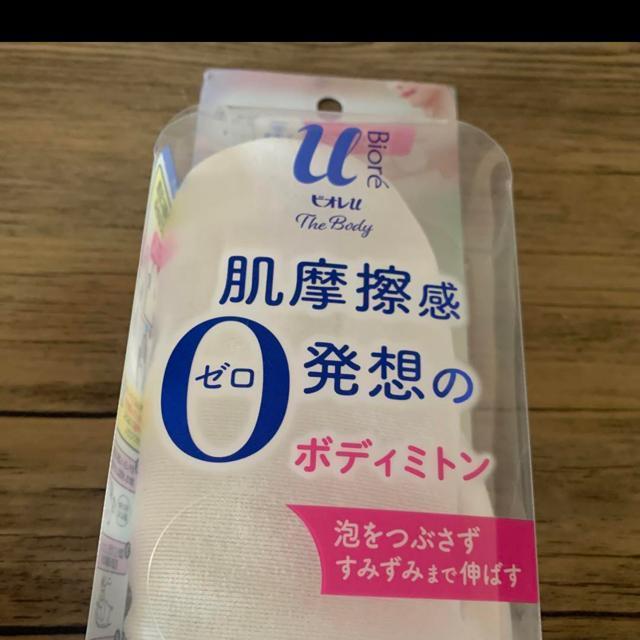 u
Bioré
ビオレu
The Body
肌摩擦感
0
ゼロ
発想の
ボディミトン
泡をつぶさず
すみずみまで伸ばす